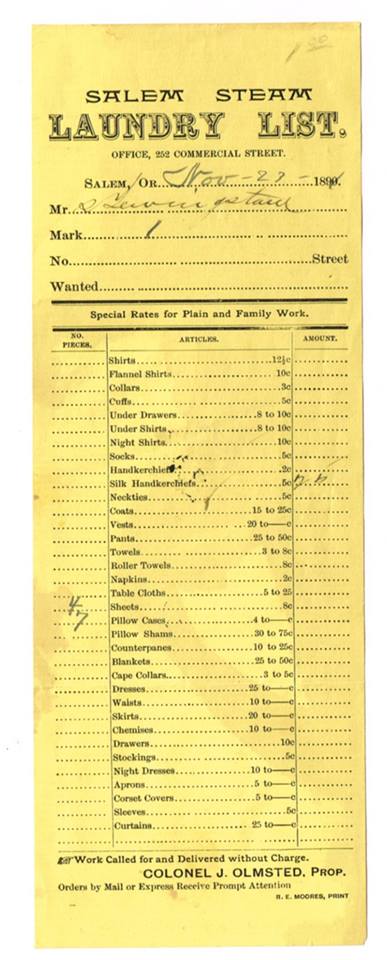 SALEM STEAM
LAUNDRY LIST.
OFFICE, 252 COMMERCIAL STREET.
SALEM, OR. Nov - 27 - 189
Mr.
Mark 1
No. Street
Wanted
Special Rates for Plain and Family Work.
NO. PIECES. ARTICLES. AMOUNT.
Shirts 12½c
Flannel Shirts 10c
Collars 3c
Cuffs 5c
Under Drawers 8 to 10c
Under Shirts 8 to 10c
Night Shirts 10c
Socks 5c
Handkerchiefs 2c
Silk Handkerchiefs 5c
Neckties 5c
Coats 15 to 25c
Vests 20 to—c
Pants 25 to 50c
Towels 3 to 8c
Roller Towels 8c
Napkins 2c
Table Cloths 5 to 25
4 Sheets 8c
7 Pillow Cases 4 to—c
Pillow Shams 30 to 75c
Counterpanes 10 to 25c
Blankets 25 to 50c
Cape Collars 3 to 5c
Dresses 25 to—c
Waists 10 to—c
Skirts 20 to—c
Chemises 10 to—c
Drawers 10c
Stockings 5c
Night Dresses 10 to—c
Aprons 5 to—c
Corset Covers 5 to—c
Sleeves 5c
Curtains 25 to—c
Work Called for and Delivered without Charge.
COLONEL J. OLMSTED, PROP.
Orders by Mail or Express Receive Prompt Attention
R. E. MOORES, PRINT